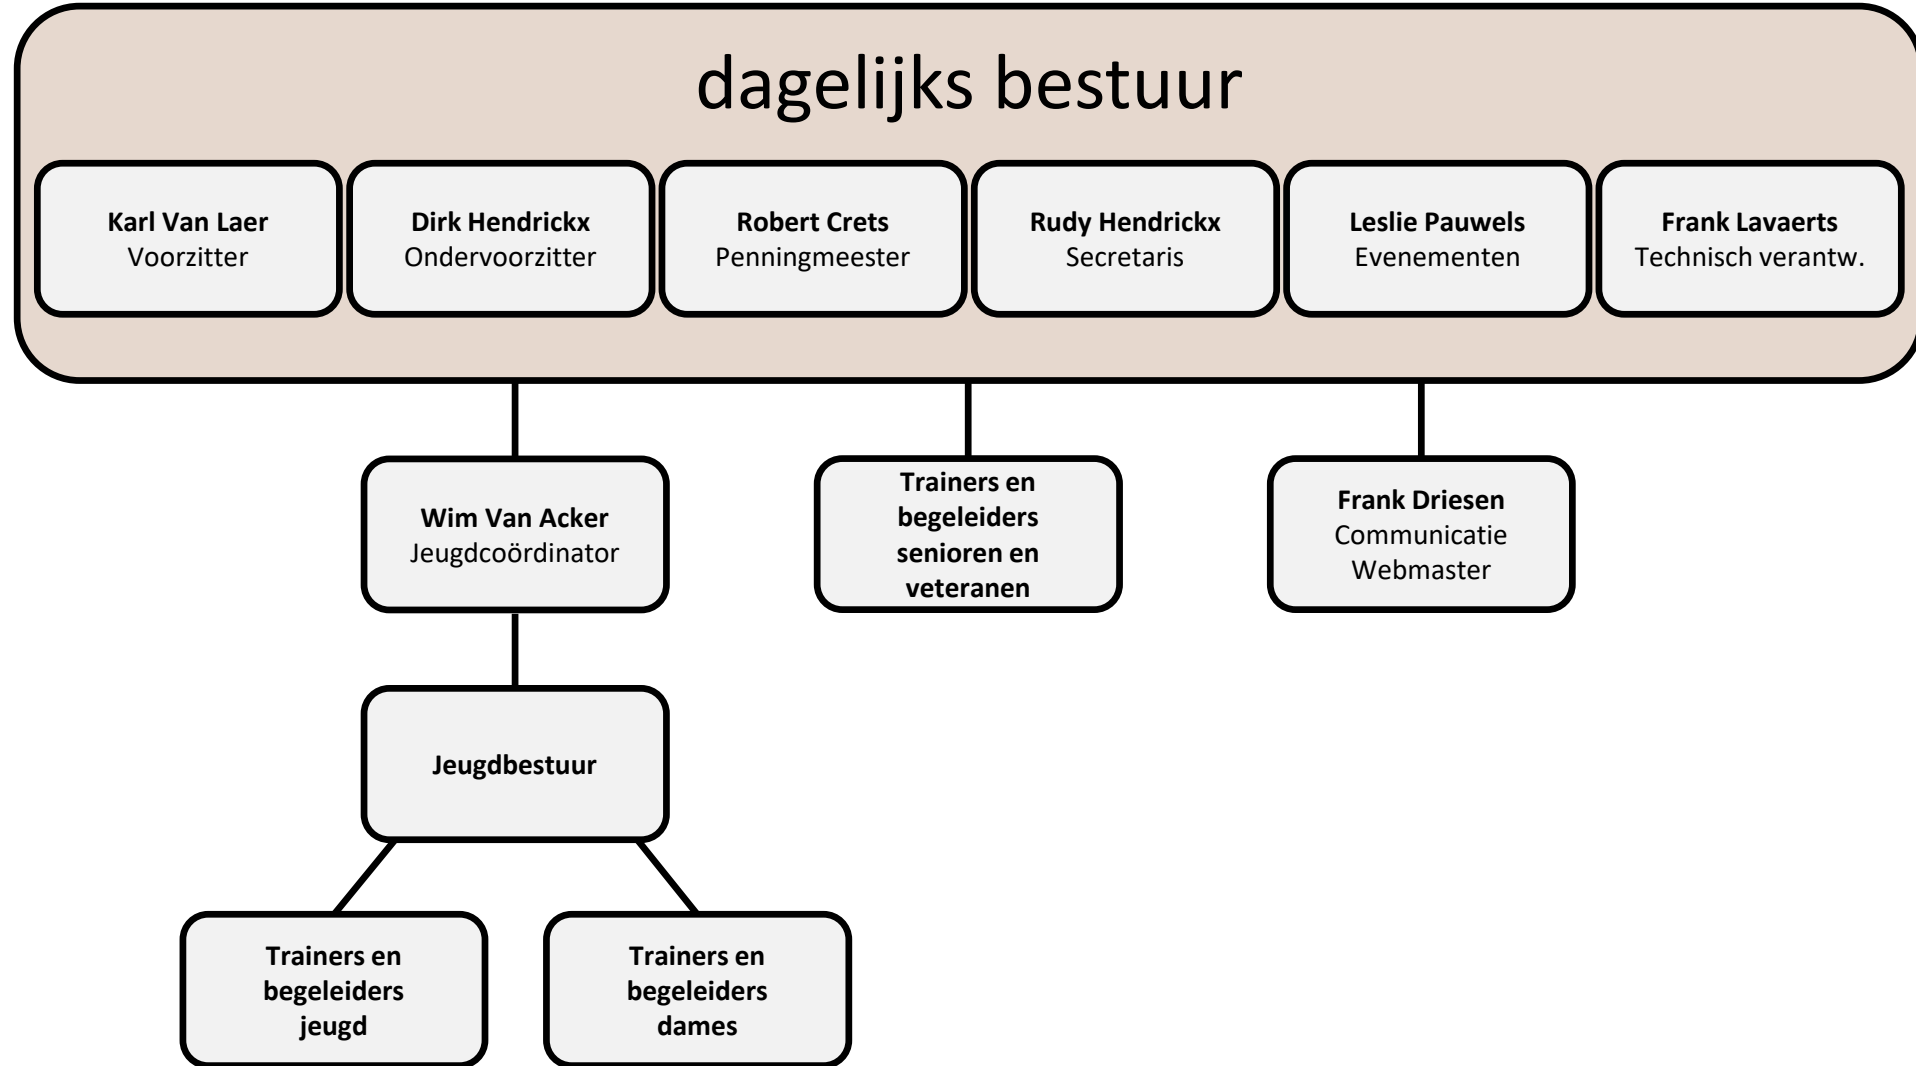 dagelijks bestuur
Karl Van Laer
Voorzitter
Dirk Hendrickx
Ondervoorzitter
Robert Crets
Penningmeester
Rudy Hendrickx
Secretaris
Leslie Pauwels
Evenementen
Frank Lavaerts
Technisch verantw.
Wim Van Acker
Jeugdcoördinator
Trainers en
begeleiders
senioren en
veteranen
Frank Driesen
Communicatie
Webmaster
Jeugdbestuur
Trainers en
begeleiders
jeugd
Trainers en
begeleiders
dames